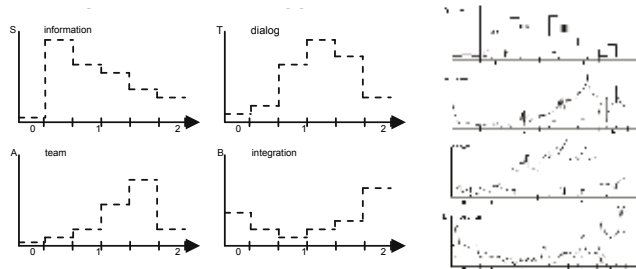 S information
T dialog
0 1 2
0 1 2
A team
B integration
0 1 2
0 1 2